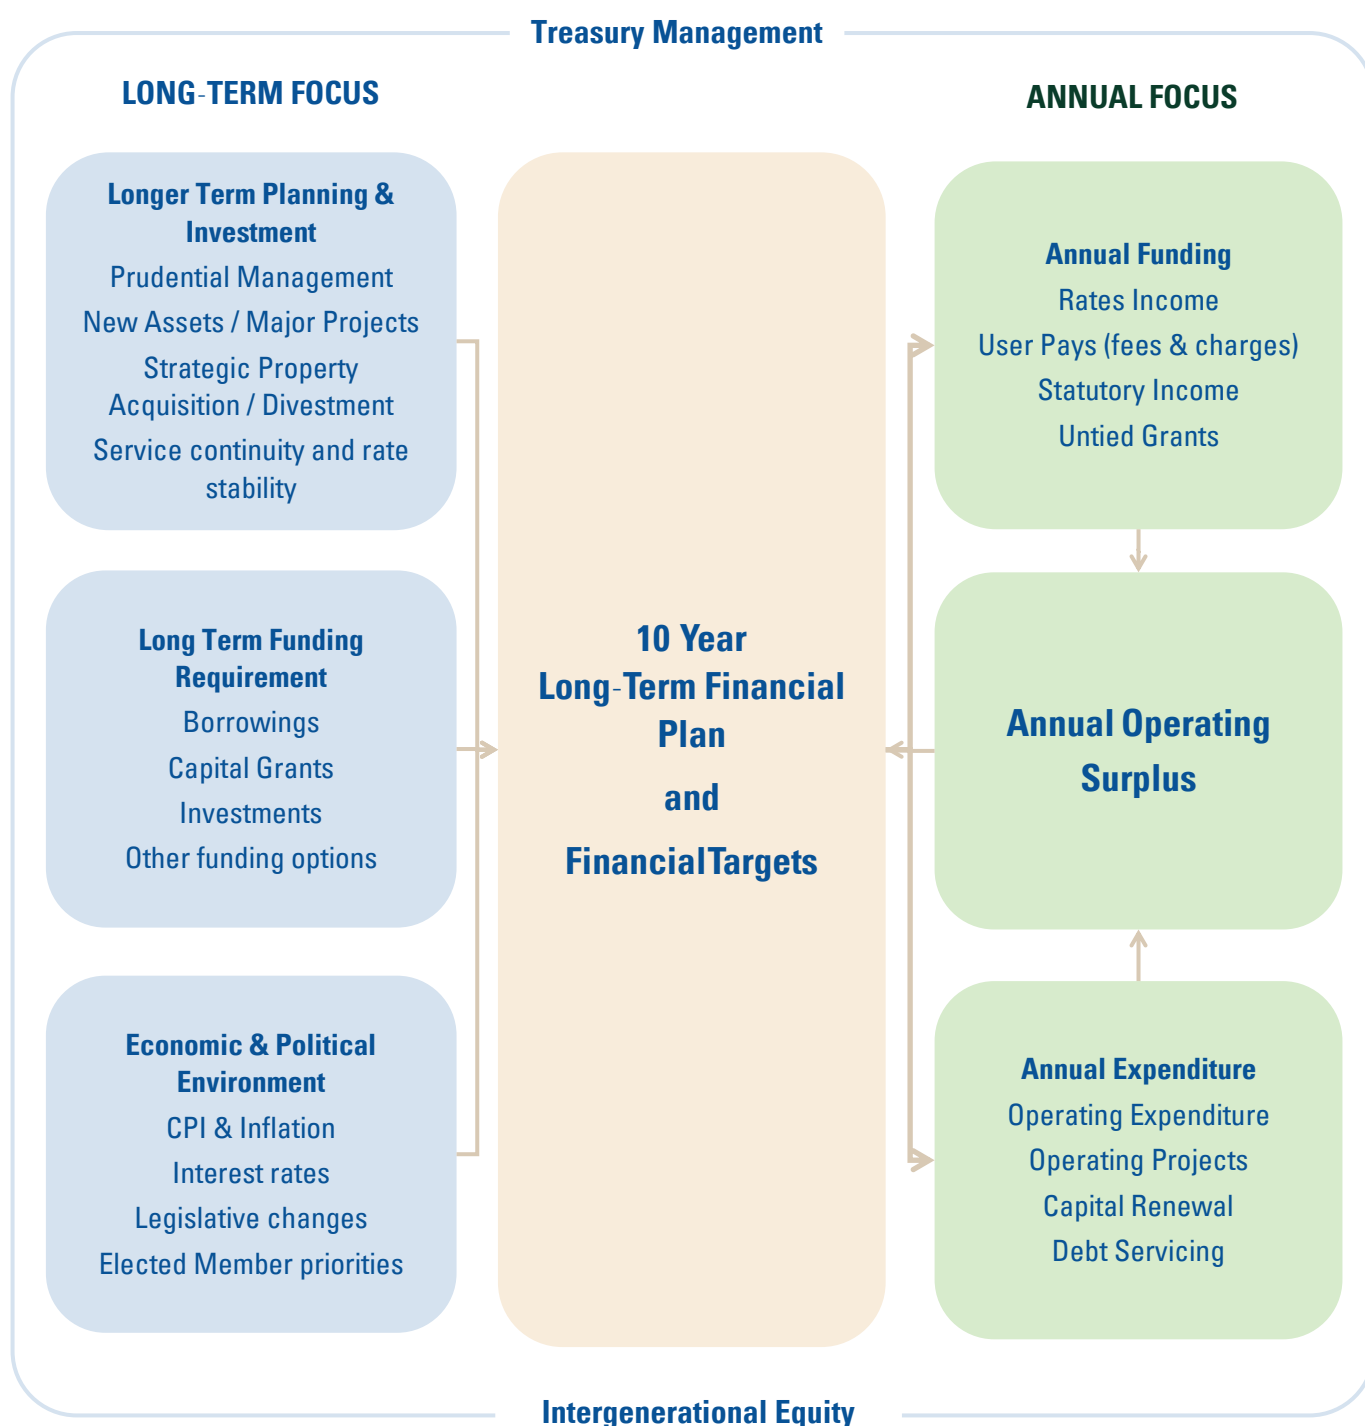 Treasury Management
LONG-TERM FOCUS
Longer Term Planning &
Investment
Prudential Management
New Assets / Major Projects
Strategic Property
Acquisition / Divestment
Service continuity and rate
stability
Long Term Funding
Requirement
Borrowings
Capital Grants
Investments
Other funding options
Economic & Political
Environment
CPI & Inflation
Interest rates
Legislative changes
Elected Member priorities
10 Year
Long-Term Financial
Plan
and
Financial Targets
ANNUAL FOCUS
Annual Funding
Rates Income
User Pays (fees & charges)
Statutory Income
Untied Grants
Annual Operating
Surplus
Annual Expenditure
Operating Expenditure
Operating Projects
Capital Renewal
Debt Servicing
Intergenerational Equity